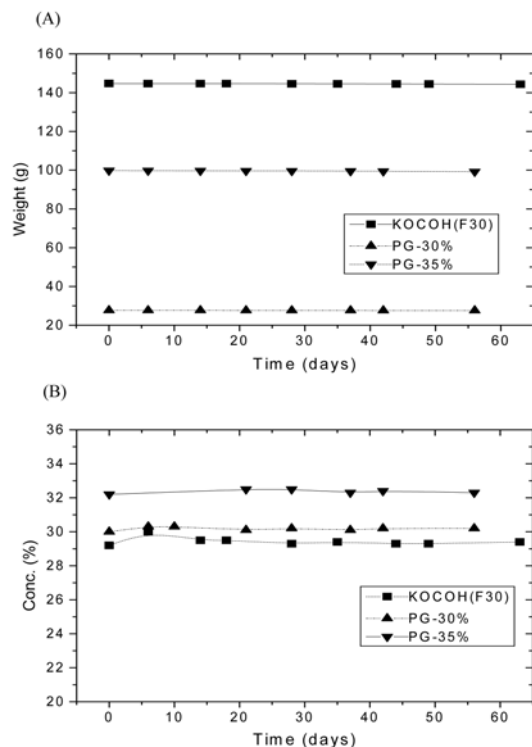 (A)
160
140
120
100
80
60
40
20
Weight (g)
KOCOH(F30)
PG-30%
PG-35%
0 10 20 30 40 50 60
Time (days)
(B)
36
34
32
30
28
26
24
22
20
Conc. (%)
KOCOH(F30)
PG-30%
PG-35%
0 10 20 30 40 50 60
Time (days)